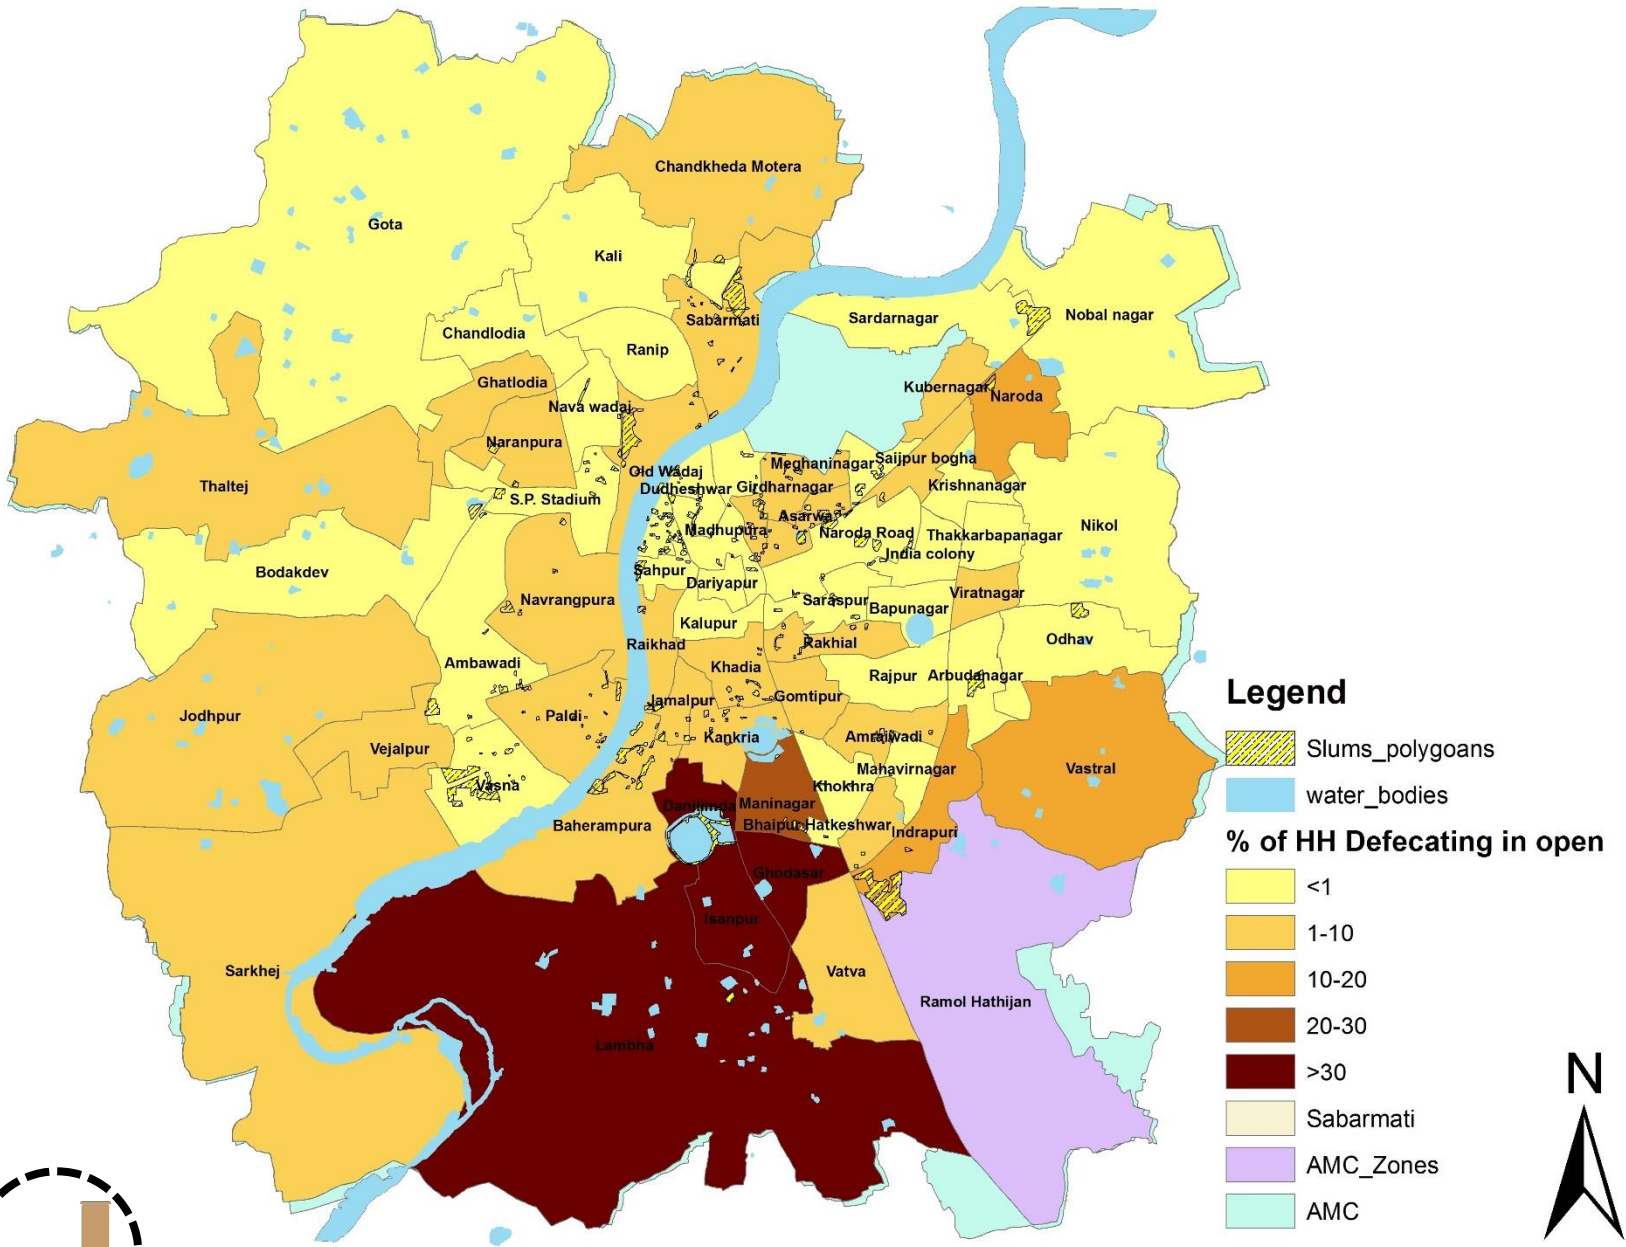 Chandkheda Motera
Gota
Kali
Sabarmati
Sardarnagar
Nobal nagar
Chandlodia
Ranip
Ghatlodia
Kubernagar
Naroda
Nava wadaj
Naranpura
Thaltej
Old Wadaj
Meghaninagar
Saijpur bogha
S.P. Stadium
Dudheshwar
Girdharnagar
Krishnanagar
Asarwa
Madhupura
Naroda Road
Thakkarbapanagar
Nikol
India colony
Bodakdev
Sahpur
Dariyapur
Navrangpura
Saraspur
Bapunagar
Viratnagar
Kalupur
Raikhad
Rakhial
Odhav
Ambawadi
Khadia
Rajpur
Arbudanagar
Jodhpur
Paldi
Jamalpur
Gomtipur
Vejalpur
Kankria
Amraiwadi
Vastral
Vasna
Khokhra
Mahavirnagar
Danilimda
Maninagar
Baherampura
Bhaipur Hatkeshwar
Indrapuri
Ghodasar
Isanpur
Sarkhej
Vatva
Ramol Hathijan
Lambha
Legend
Slums_polygoans
water_bodies
% of HH Defecating in open
<1
1-10
10-20
20-30
>30
Sabarmati
AMC_Zones
AMC
N